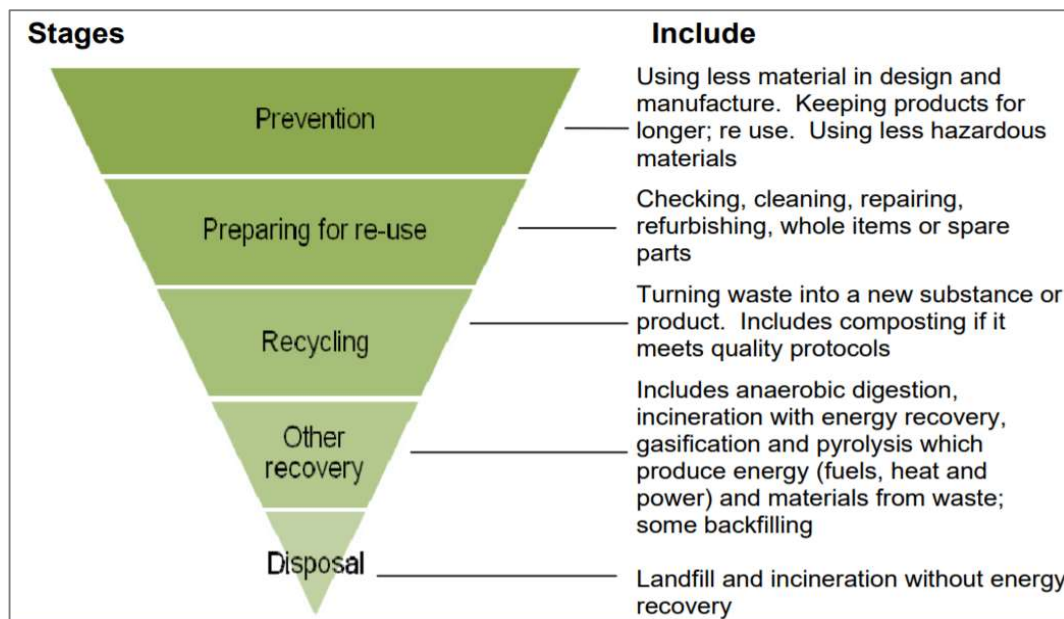 Stages
Include
Prevention
Using less material in design and
manufacture. Keeping products for
longer; re use. Using less hazardous
materials
Preparing for re-use
Checking, cleaning, repairing,
refurbishing, whole items or spare
parts
Recycling
Turning waste into a new substance or
product. Includes composting if it
meets quality protocols
Other
recovery
Includes anaerobic digestion,
incineration with energy recovery,
gasification and pyrolysis which
produce energy (fuels, heat and
power) and materials from waste;
some backfilling
Disposal
Landfill and incineration without energy
recovery